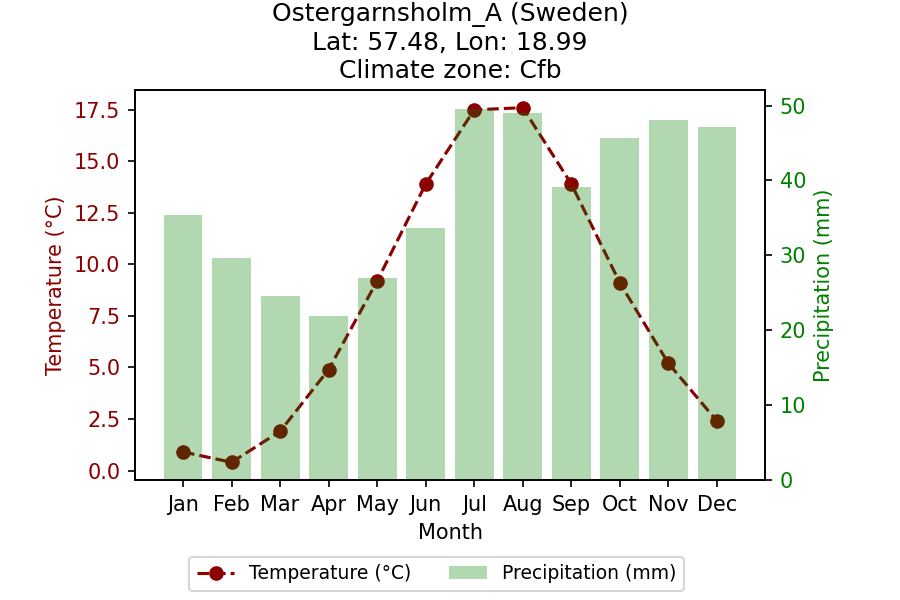 Ostergarnsholm_A (Sweden)
Lat: 57.48, Lon: 18.99
Climate zone: Cfb
Temperature (°C)
17.5
15.0
12.5
10.0
7.5
5.0
2.5
0.0
50
40
30
20
10
0
Precipitation (mm)
Jan Feb Mar Apr May Jun Jul Aug Sep Oct Nov Dec
Month
Temperature (°C) Precipitation (mm)